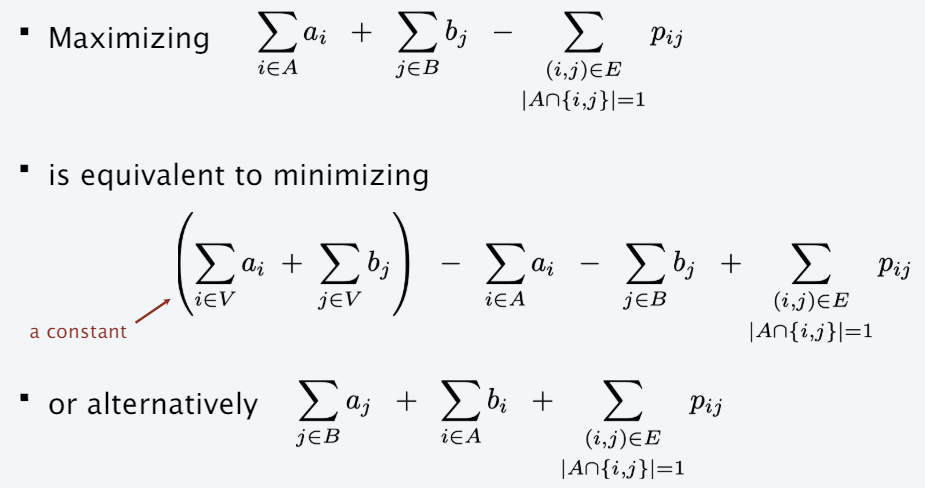 ▪ Maximizing ∑_{i∈A} a_i + ∑_{j∈B} b_j − ∑_{(i,j)∈E, |A∩{i,j}|=1} p_{ij}
▪ is equivalent to minimizing
(∑_{i∈V} a_i + ∑_{j∈V} b_j) − ∑_{i∈A} a_i − ∑_{j∈B} b_j + ∑_{(i,j)∈E, |A∩{i,j}|=1} p_{ij}
a constant
▪ or alternatively ∑_{j∈B} a_j + ∑_{i∈A} b_i + ∑_{(i,j)∈E, |A∩{i,j}|=1} p_{ij}